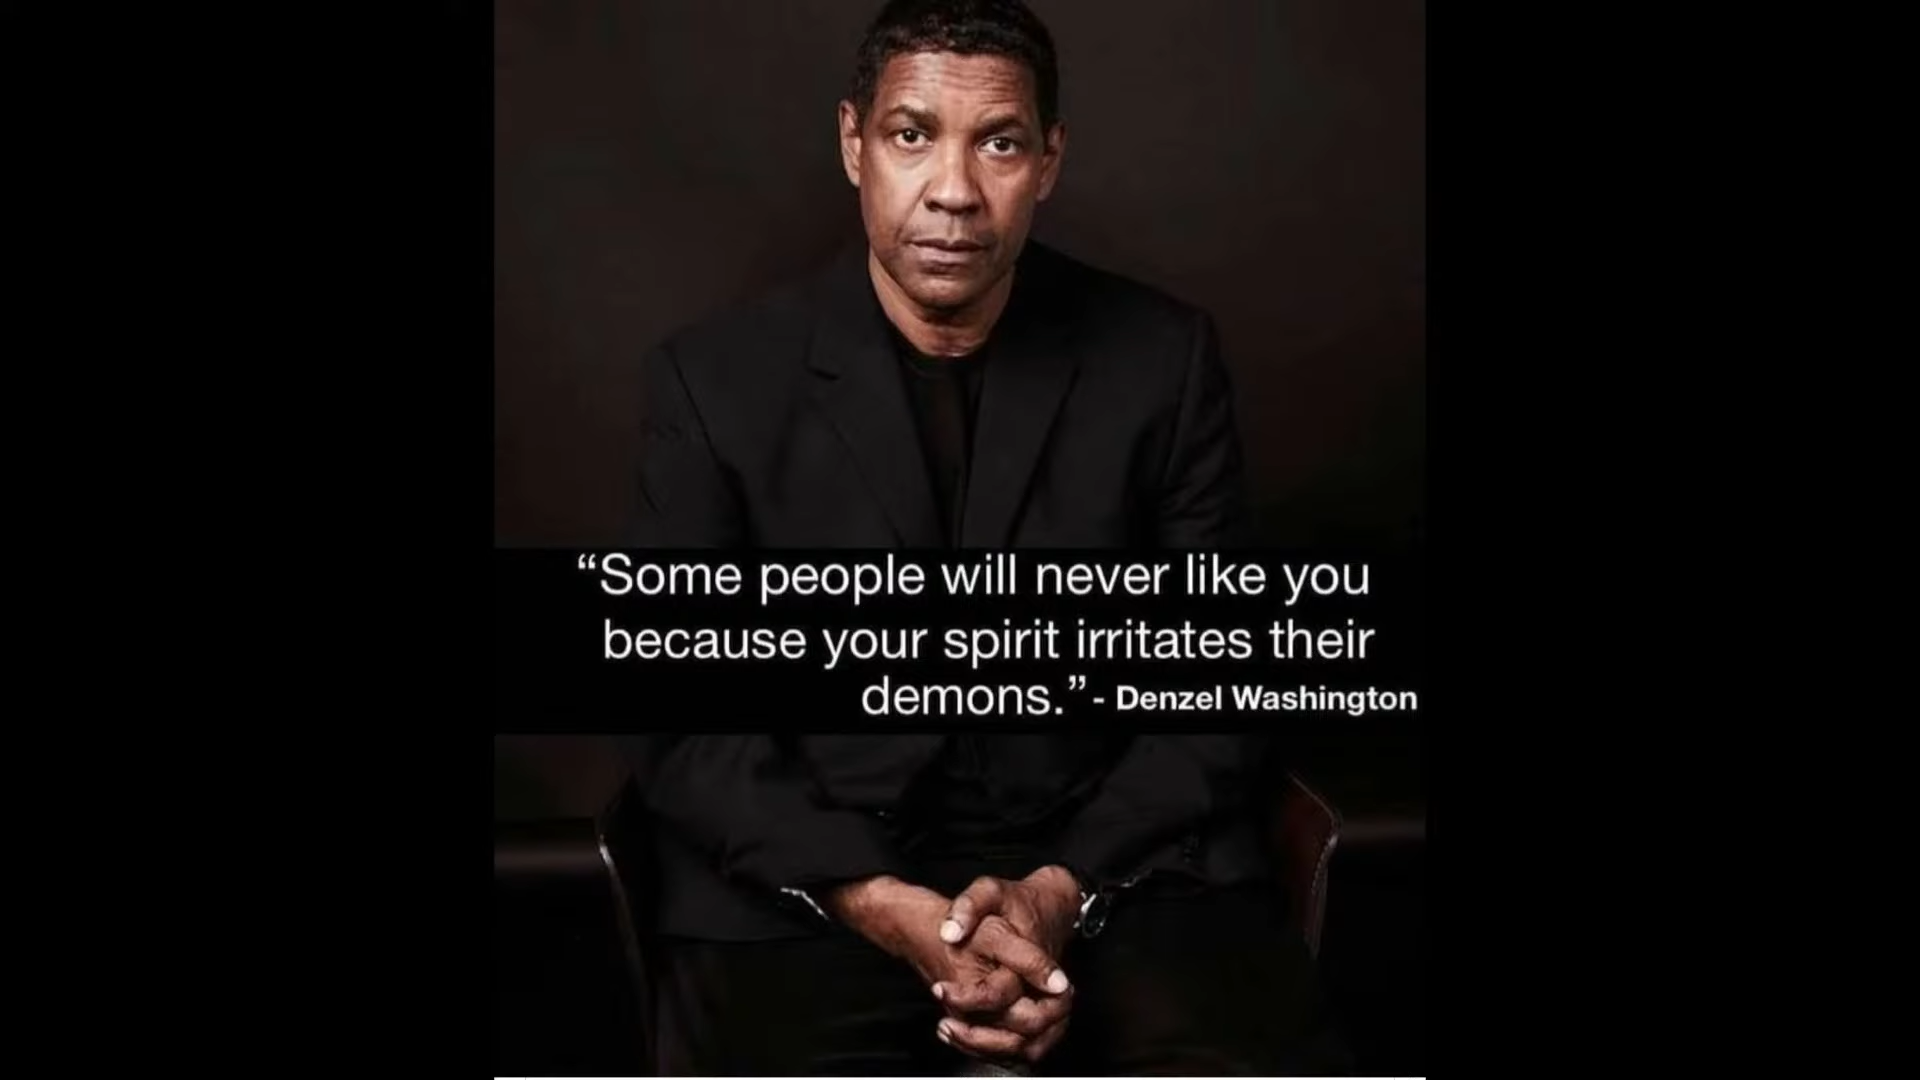 “Some people will never like you
because your spirit irritates their
demons.” - Denzel Washington